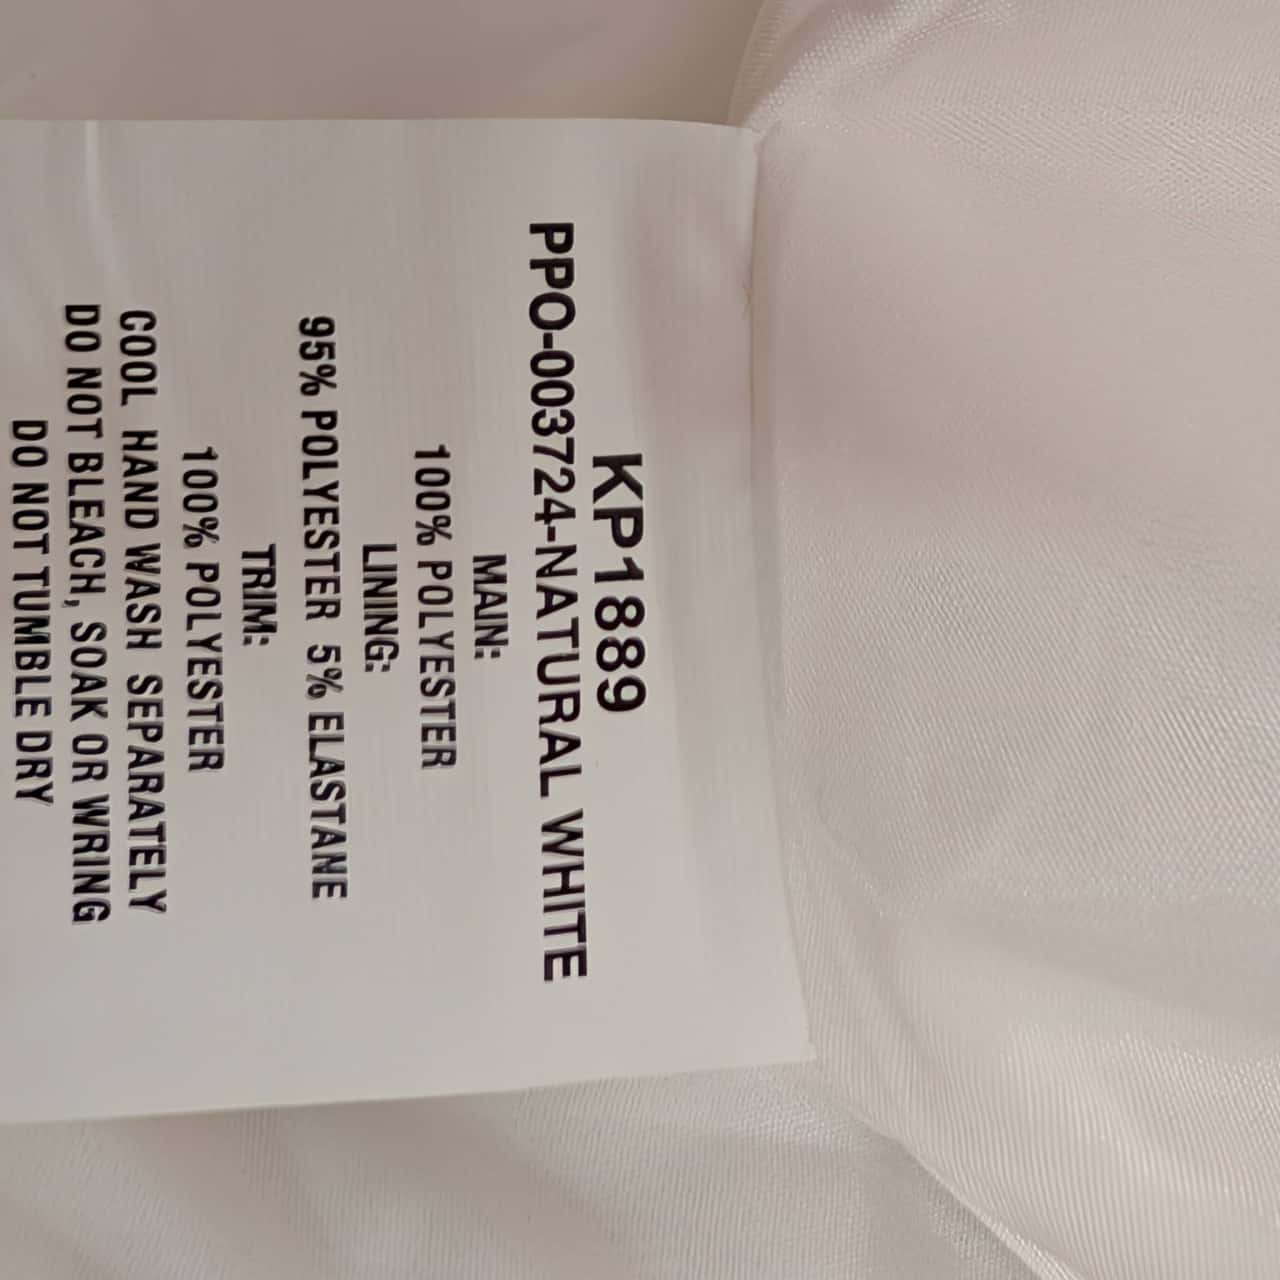 KP1889
PPO-003724-NATURAL WHITE
MAIN:
100% POLYESTER
LINING:
95% POLYESTER 5% ELASTANE
TRIM:
100% POLYESTER
COOL HAND WASH SEPARATELY
DO NOT BLEACH, SOAK OR WRING
DO NOT TUMBLE DRY